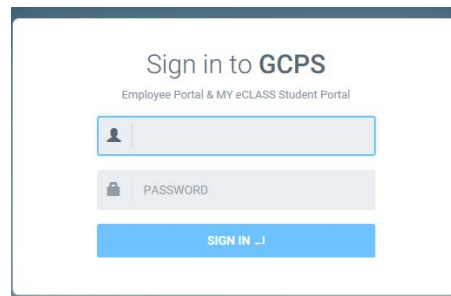 Sign in to GCPS
Employee Portal & MY eCLASS Student Portal
PASSWORD
SIGN IN